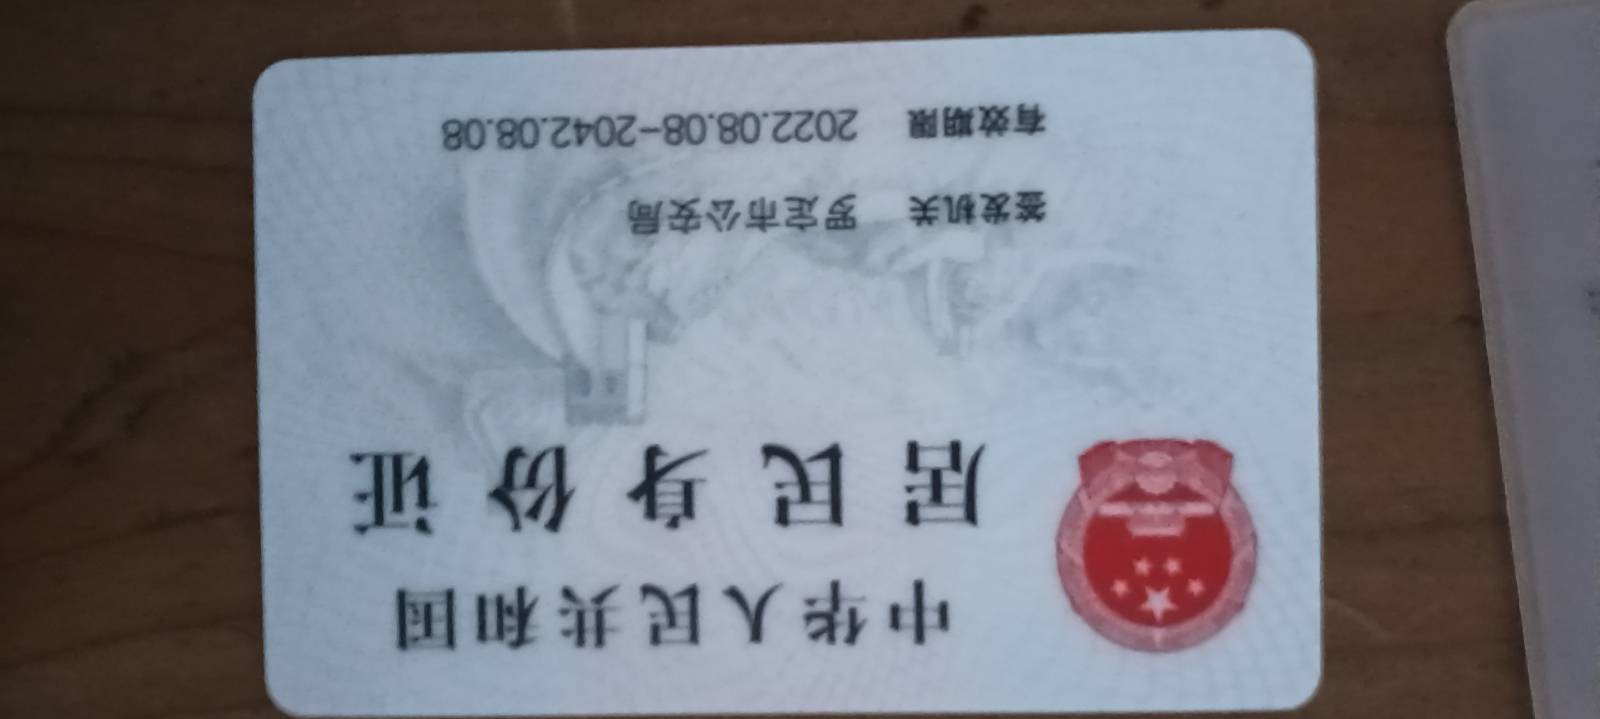 中华人民共和国
居民身份证
签发机关 罗定市公安局
有效期限 2022.08.08-2042.08.08